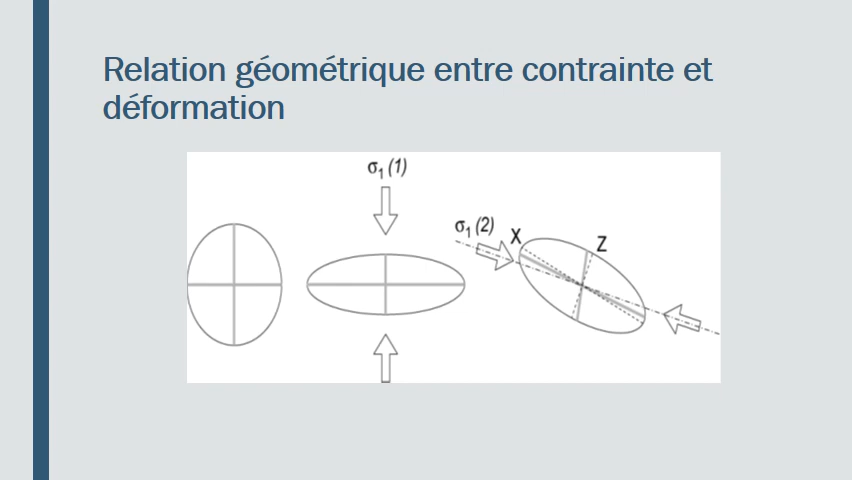 Relation géométrique entre contrainte et
déformation
σ₁ (1)
σ₁ (2)
X
Z